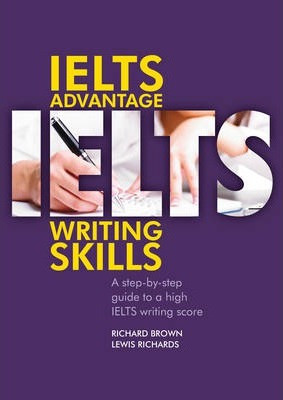 IELTS
ADVANTAGE
IELTS
WRITING
SKILLS
A step-by-step
guide to a high
IELTS writing score
RICHARD BROWN
LEWIS RICHARDS